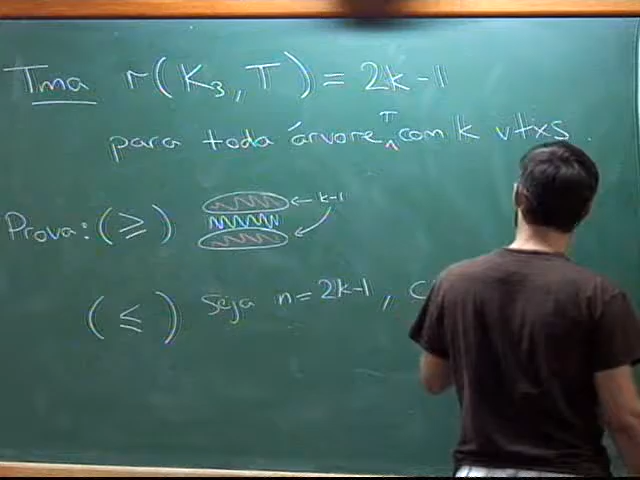 Tma r(K₃, T) = 2k-1
para toda árvore T com k vtxs.
Prova: (≥) k-1
(≤) Seja n = 2k-1, c